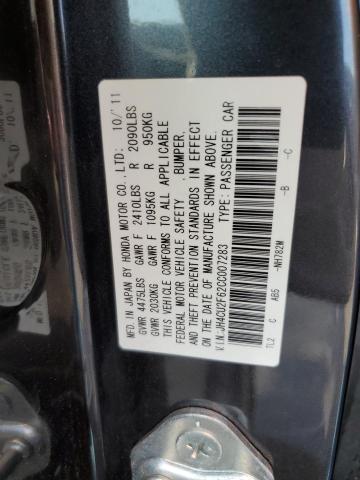 MFD. IN JAPAN BY HONDA MOTOR CO.,LTD. 10/'11
GVWR 4475LBS GAWR F 2410LBS R 2090LBS
GVWR 2030KG GAWR F 1095KG R 950KG
THIS VEHICLE CONFORMS TO ALL APPLICABLE
FEDERAL MOTOR VEHICLE SAFETY, BUMPER,
AND THEFT PREVENTION STANDARDS IN EFFECT
ON THE DATE OF MANUFACTURE SHOWN ABOVE.
V.I.N.:JH4CU2F62CC007283 TYPE: PASSENGER CAR
TL2 C AB5 -NH782M -B -C